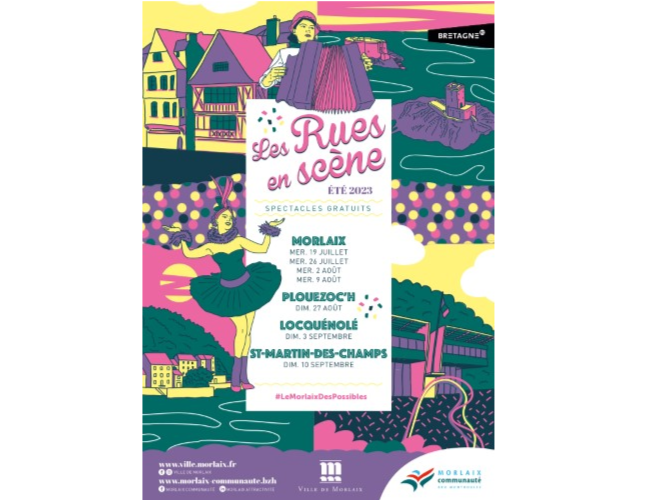 BRETAGNE
Les Rues
en scène
ÉTÉ 2023
SPECTACLES GRATUITS
MORLAIX
MER. 19 JUILLET
MER. 26 JUILLET
MER. 2 AOÛT
MER. 9 AOÛT
PLOUEZOC'H
DIM. 27 AOÛT
LOCQUÉNOLÉ
DIM. 3 SEPTEMBRE
ST-MARTIN-DES-CHAMPS
DIM. 10 SEPTEMBRE
#LeMorlaixDesPossibles
www.ville.morlaix.fr
VILLE DE MORLAIX
www.morlaix-communaute.bzh
MORLAIX COMMUNAUTÉ
VILLE DE MORLAIX
MORLAIX
communauté